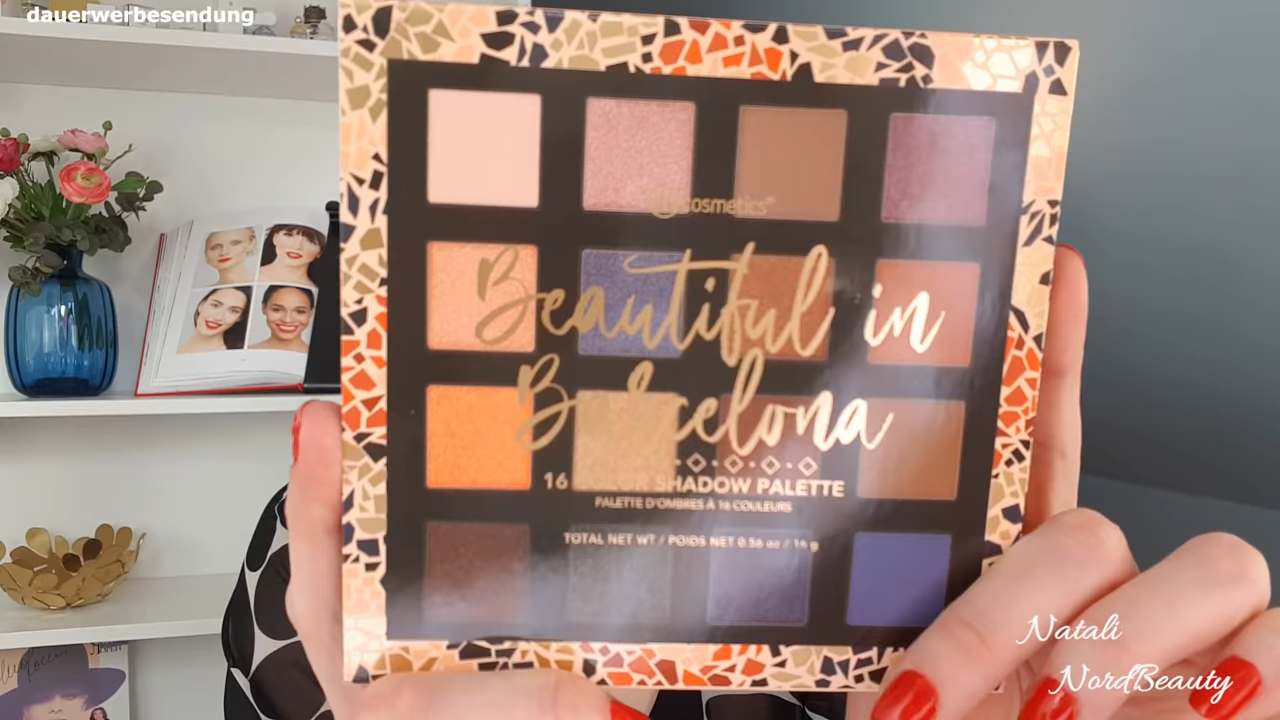 dauerwerbesendung
cosmetics®
Beautiful in
Barcelona
16 COLOR SHADOW PALETTE
PALETTE D'OMBRES À 16 COULEURS
TOTAL NET WT / POIDS NET 0.56 oz / 16 g
Natali
NordBeauty